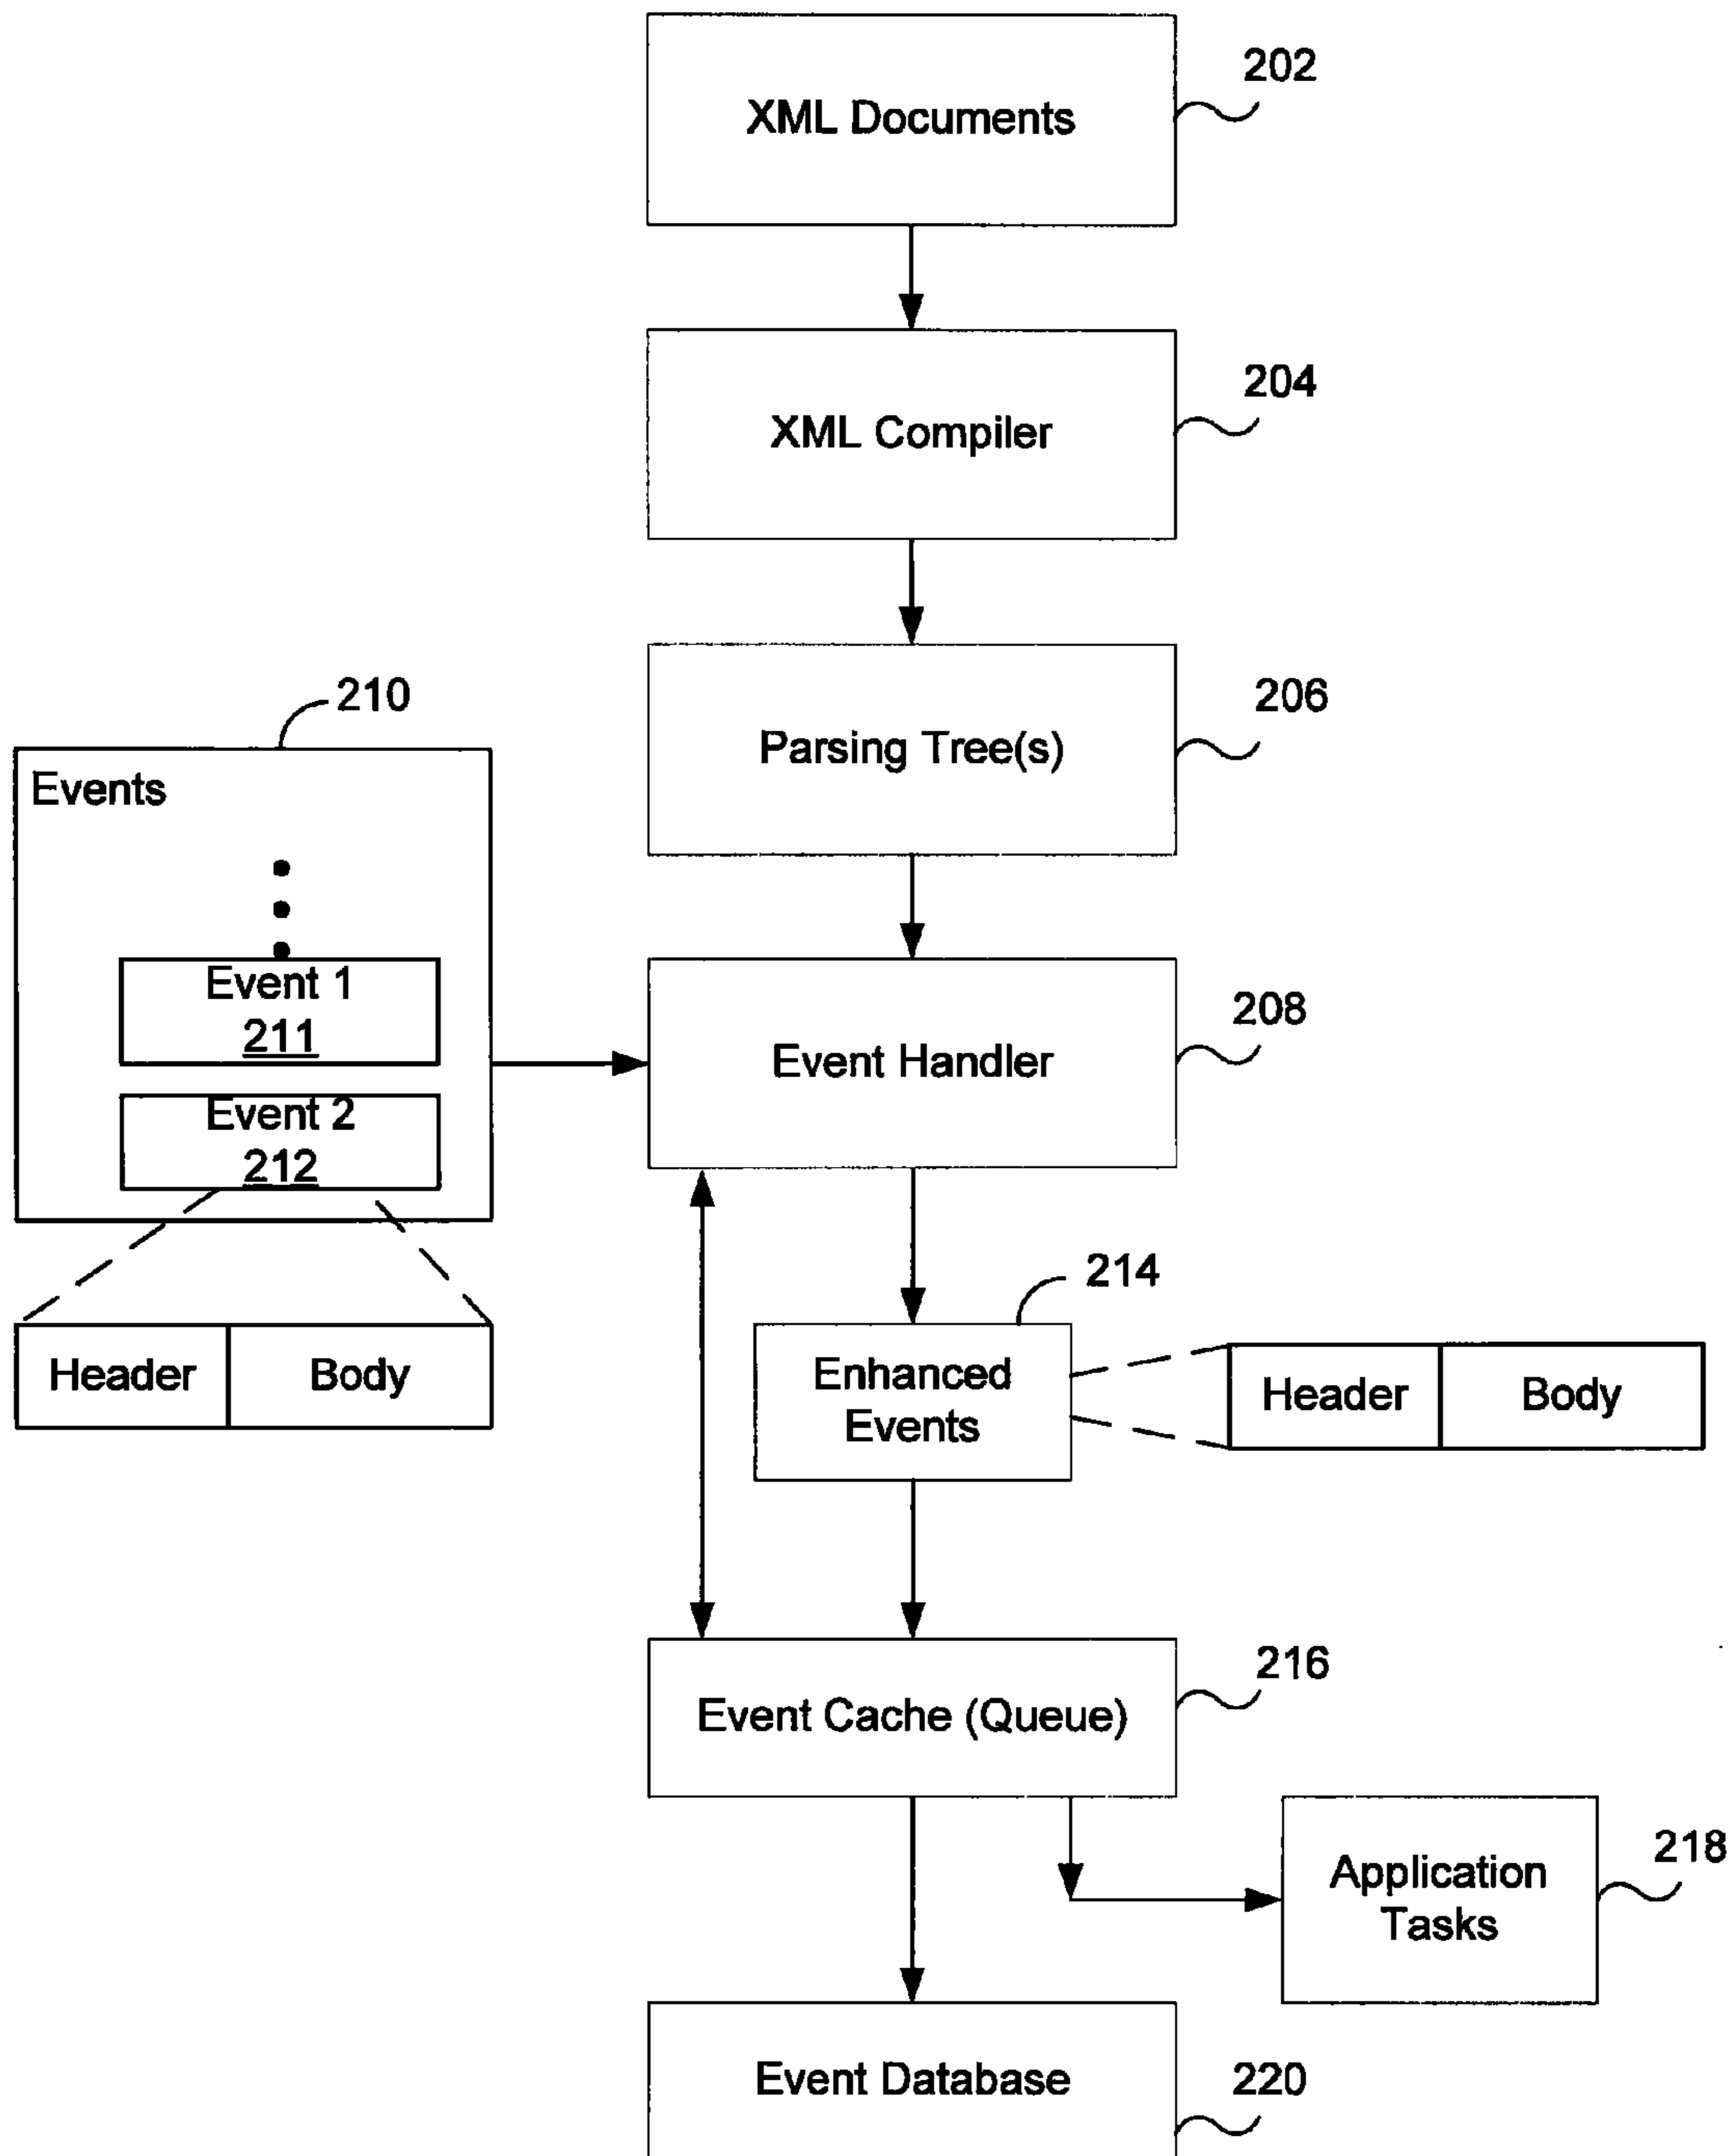 XML Documents
202
XML Compiler
204
Parsing Tree(s)
206
210
Events
Event 1
211
Event 2
212
Header
Body
Event Handler
208
214
Enhanced
Events
Header
Body
Event Cache (Queue)
216
Application
Tasks
218
Event Database
220